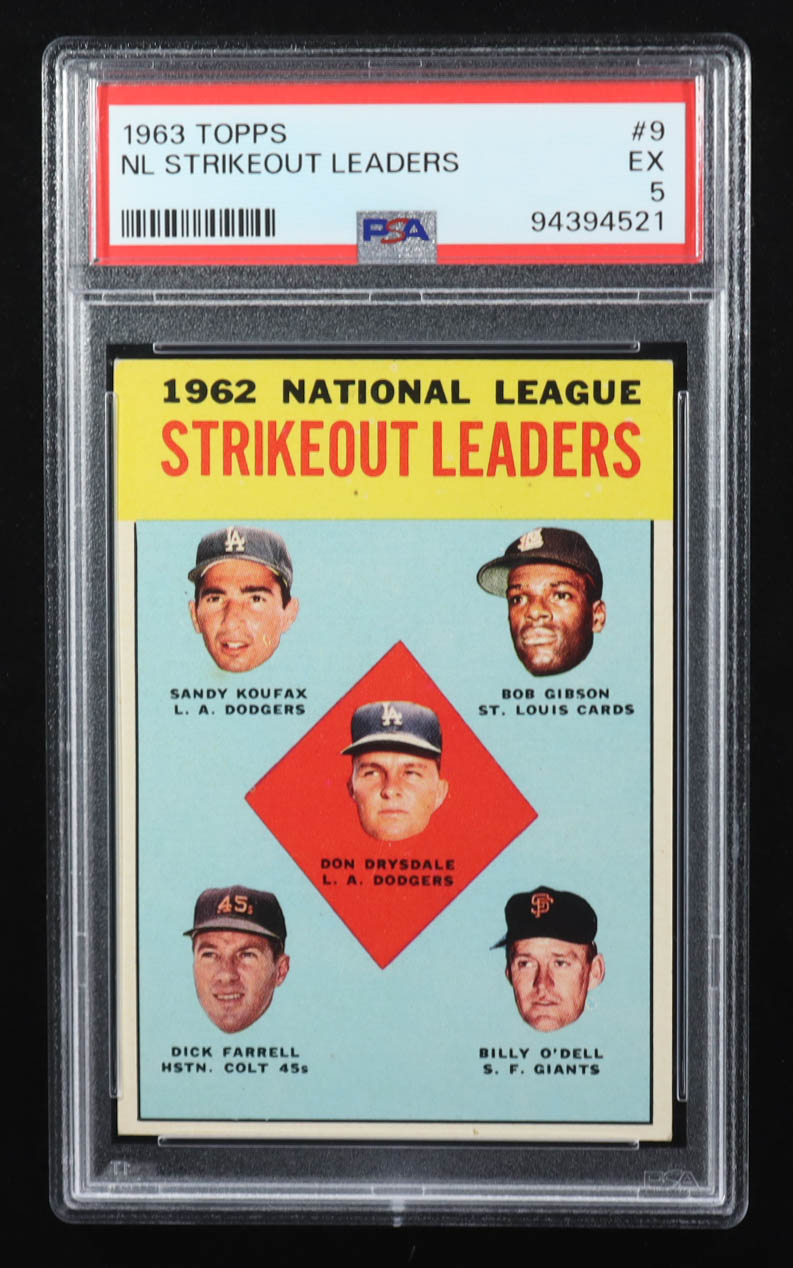 1963 TOPPS #9
NL STRIKEOUT LEADERS EX
5
PSA 94394521
1962 NATIONAL LEAGUE
STRIKEOUT LEADERS
LA
SANDY KOUFAX
L. A. DODGERS
BOB GIBSON
ST. LOUIS CARDS
LA
DON DRYSDALE
L. A. DODGERS
45s
DICK FARRELL
HSTN. COLT 45s
SF
BILLY O'DELL
S. F. GIANTS
PSA